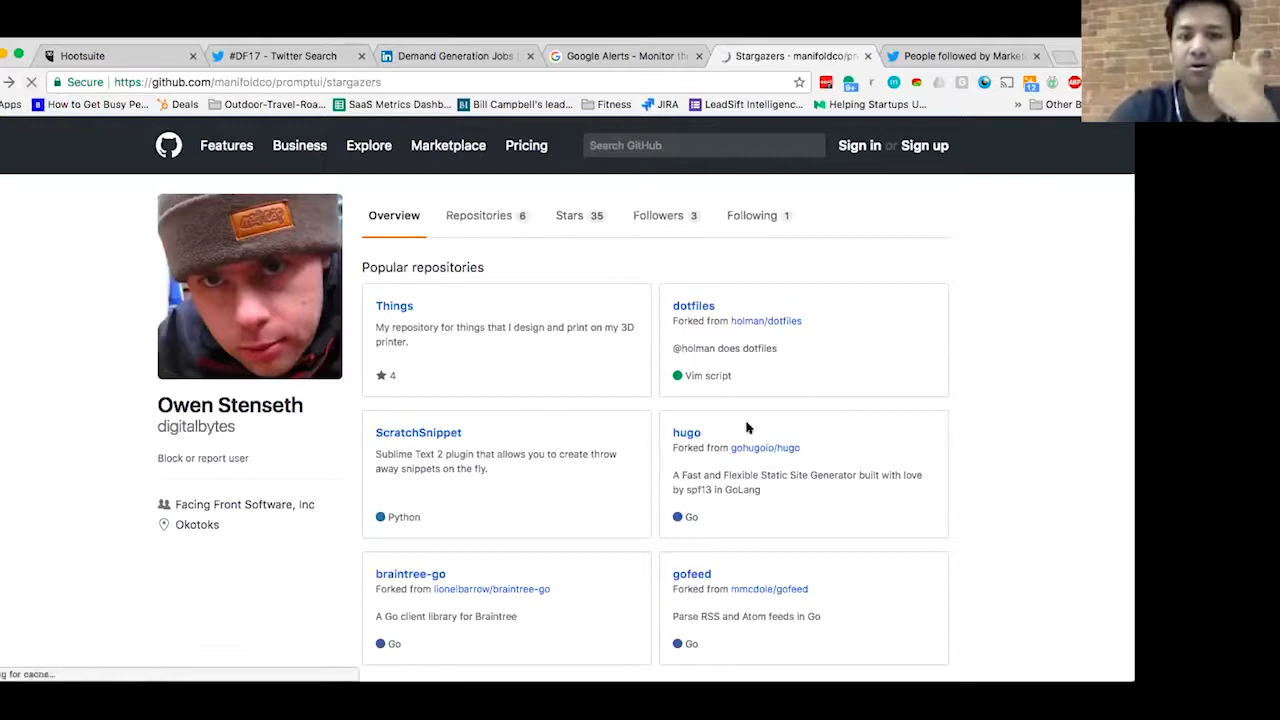 Hootsuite
#DF17 - Twitter Search
Demand Generation Jobs |
Google Alerts - Monitor th
Stargazers - manifoldco/pro
People followed by Market
Secure
https://github.com/manifoldco/promptui/stargazers
Apps
How to Get Busy Pe...
Deals
Outdoor-Travel-Roa...
SaaS Metrics Dashb...
Bill Campbell's lead...
Fitness
JIRA
LeadSift Intelligenc...
Helping Startups U...
»
Other B
Features
Business
Explore
Marketplace
Pricing
Search GitHub
Sign in or Sign up
Overview
Repositories 6
Stars 35
Followers 3
Following 1
Popular repositories
Things
My repository for things that I design and print on my 3D
printer.
4
dotfiles
Forked from holman/dotfiles
@holman does dotfiles
Vim script
Owen Stenseth
digitalbytes
Block or report user
Facing Front Software, Inc
Okotoks
ScratchSnippet
Sublime Text 2 plugin that allows you to create throw
away snippets on the fly.
Python
hugo
Forked from gohugoio/hugo
A Fast and Flexible Static Site Generator built with love
by spf13 in GoLang
Go
braintree-go
Forked from lionelbarrow/braintree-go
A Go client library for Braintree
Go
gofeed
Forked from mmcdole/gofeed
Parse RSS and Atom feeds in Go
Go
g for cache...